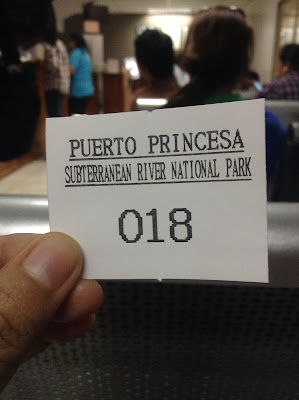 PUERTO PRINCESA
SUBTERRANEAN RIVER NATIONAL PARK
018